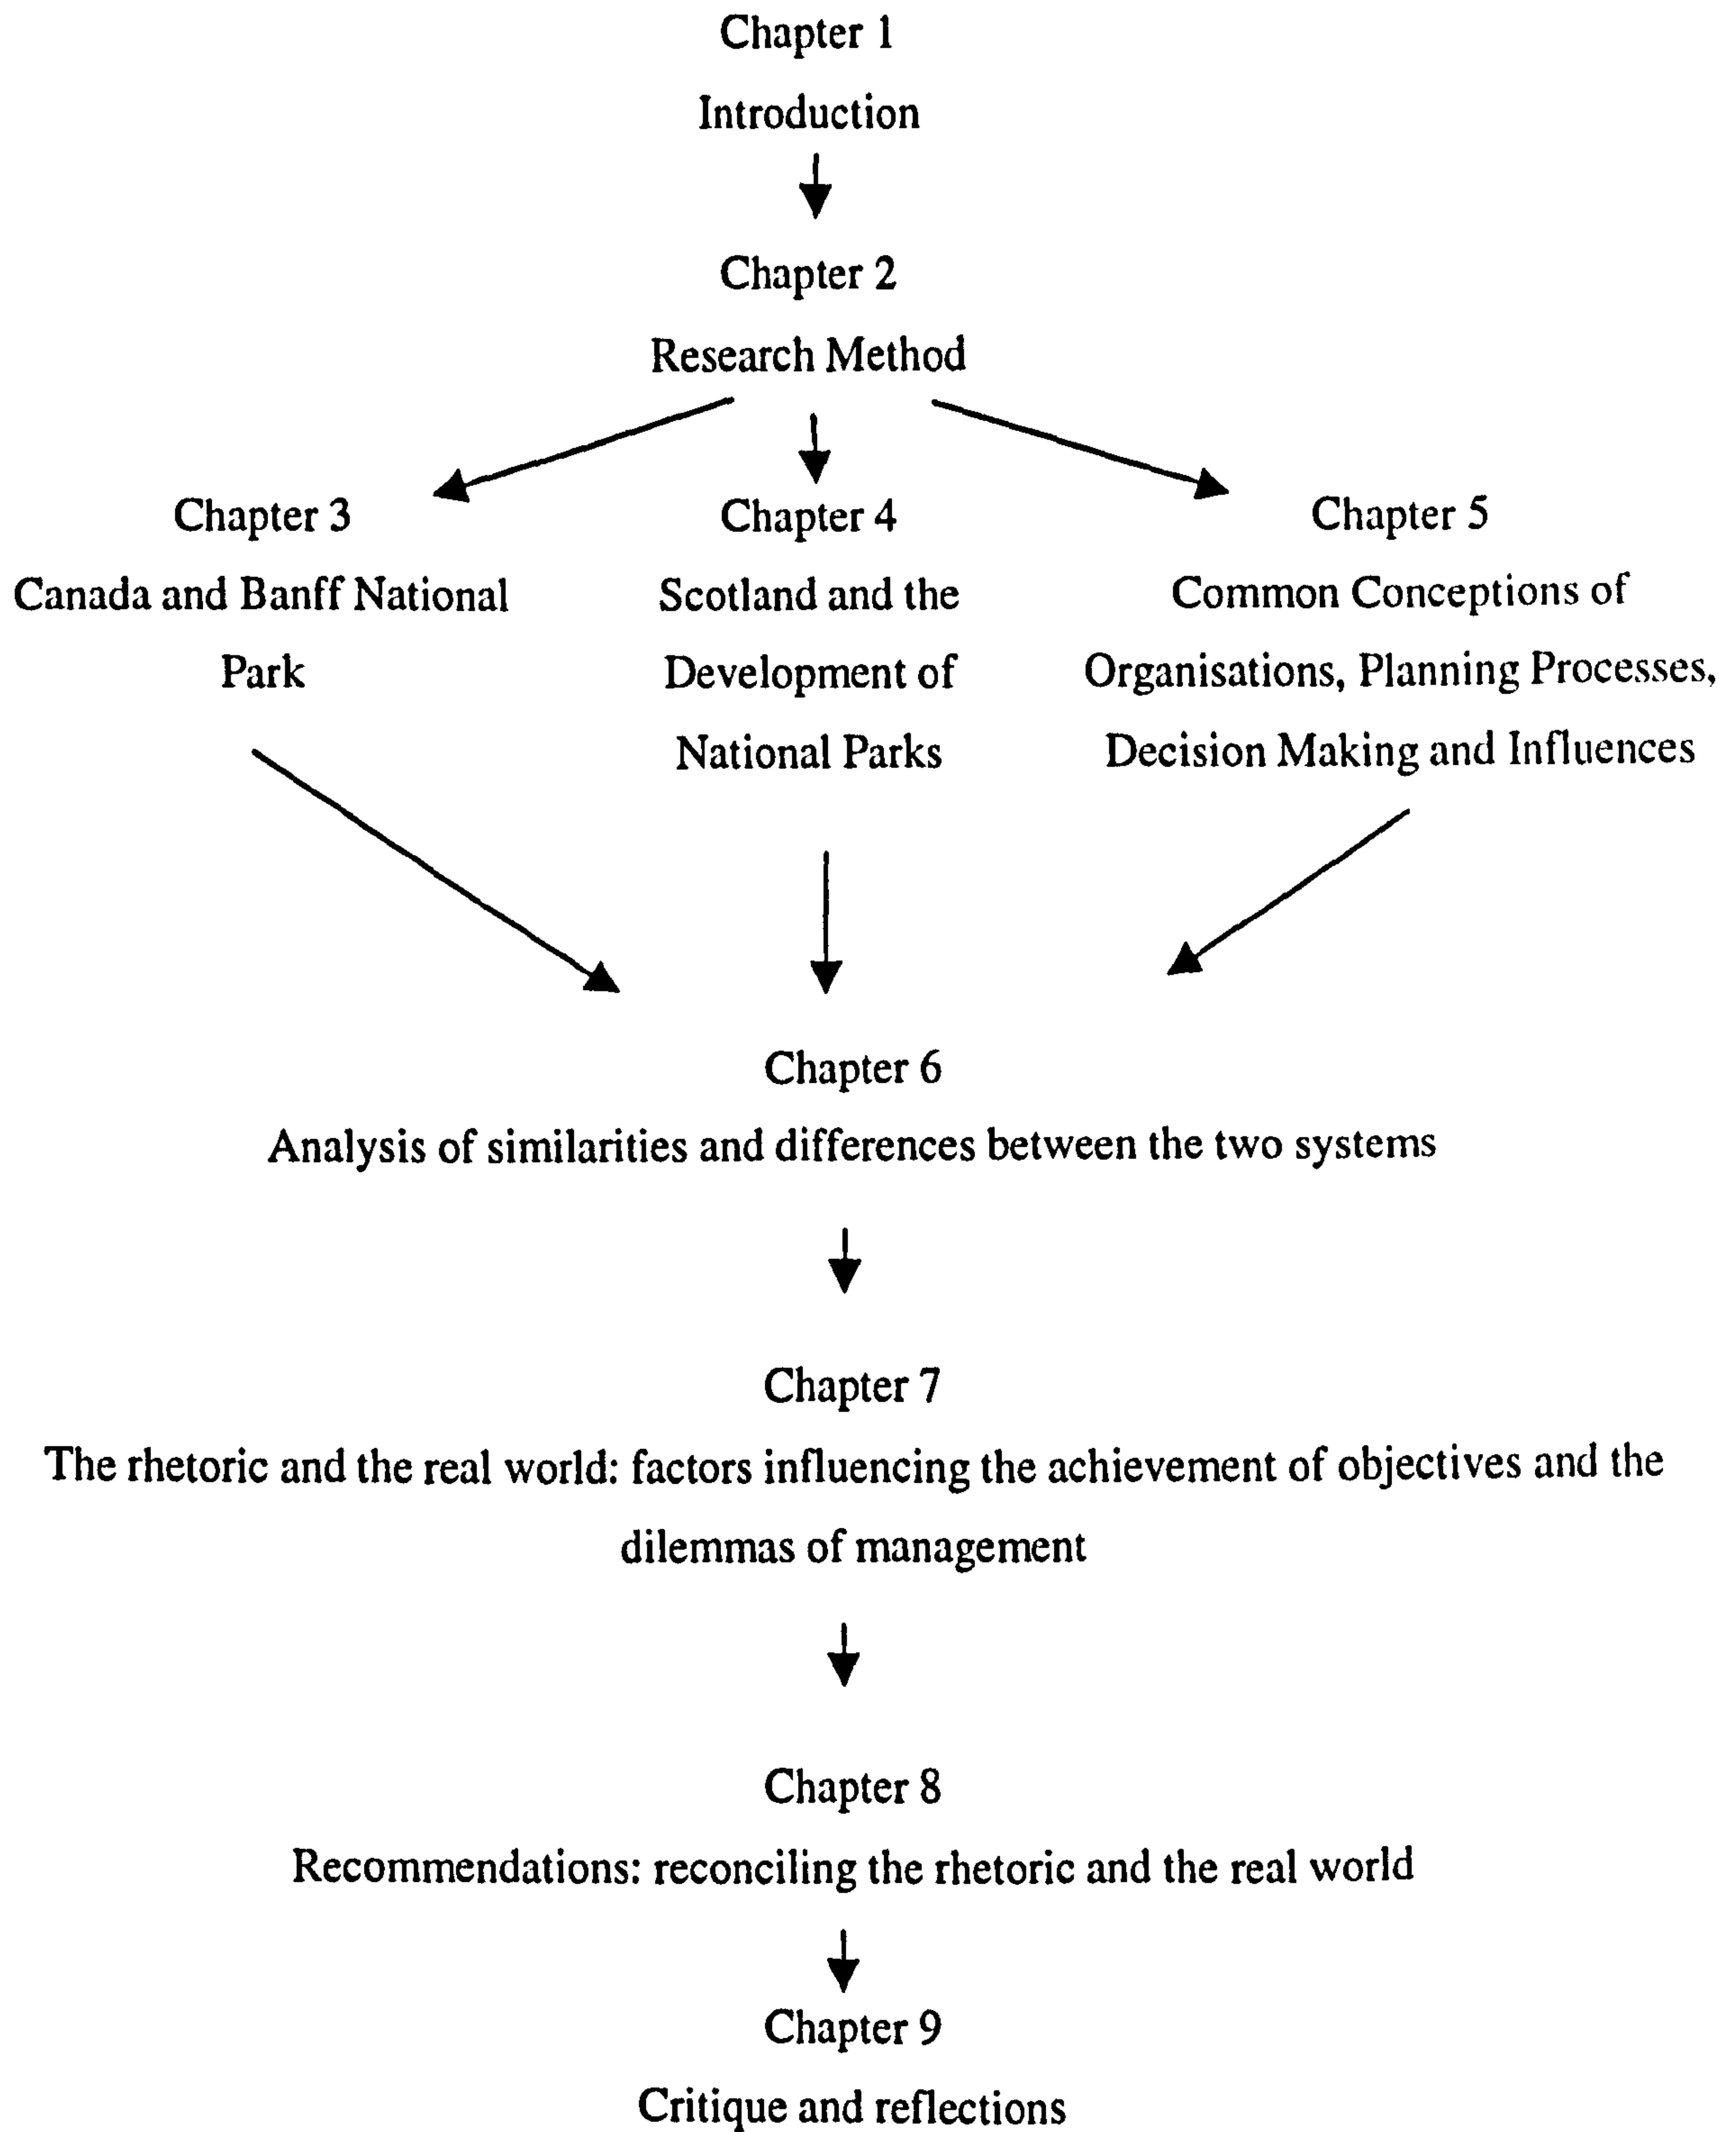 Chapter 1
Introduction
Chapter 2
Research Method
Chapter 3
Canada and Banff National
Park
Chapter 4
Scotland and the
Development of
National Parks
Chapter 5
Common Conceptions of
Organisations, Planning Processes,
Decision Making and Influences
Chapter 6
Analysis of similarities and differences between the two systems
Chapter 7
The rhetoric and the real world: factors influencing the achievement of objectives and the
dilemmas of management
Chapter 8
Recommendations: reconciling the rhetoric and the real world
Chapter 9
Critique and reflections